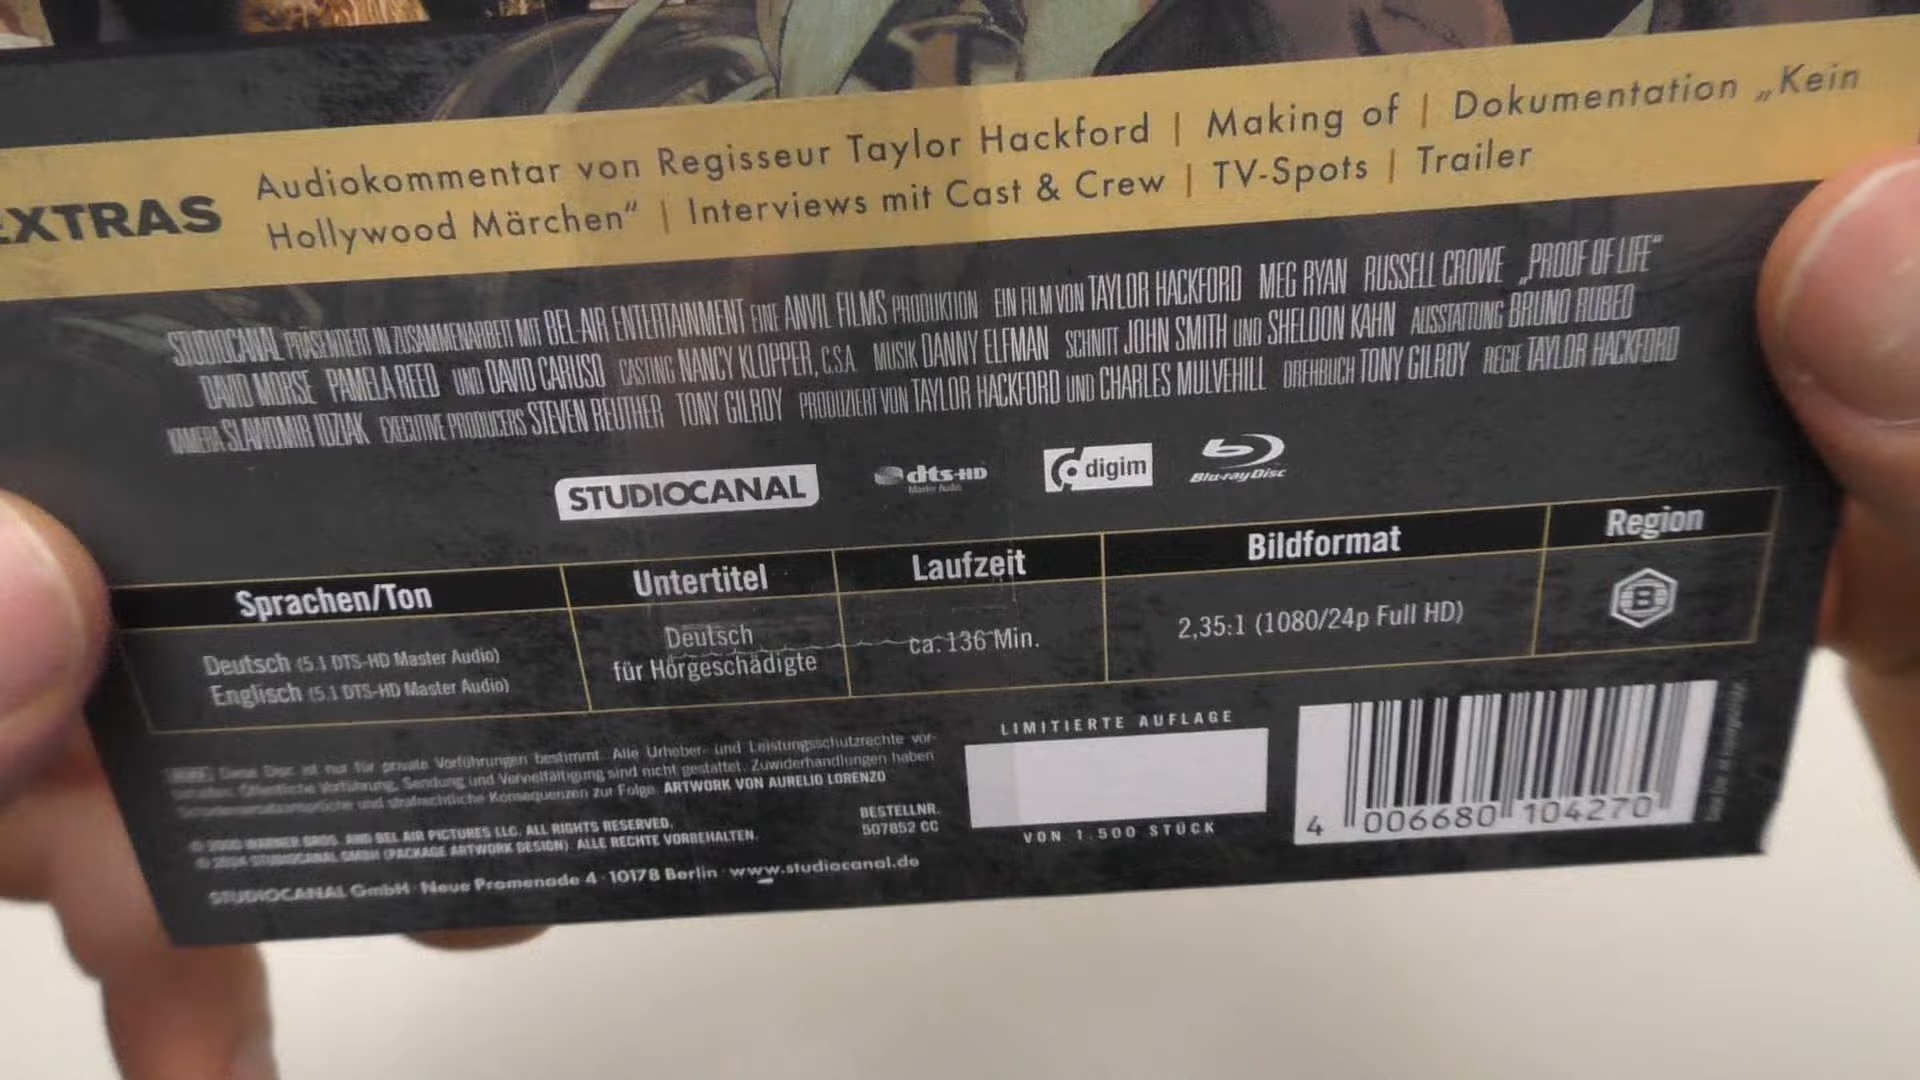 EXTRAS
Audiokommentar von Regisseur Taylor Hackford | Making of | Dokumentation „Kein
Hollywood Märchen“ | Interviews mit Cast & Crew | TV-Spots | Trailer
STUDIOCANAL PRÄSENTIERT IN ZUSAMMENARBEIT MIT BEL-AIR ENTERTAINMENT EINE ANVIL FILMS PRODUKTION EIN FILM VON TAYLOR HACKFORD MEG RYAN RUSSELL CROWE „PROOF OF LIFE“
DAVID MORSE PAMELA REED UND DAVID CARUSO CASTING NANCY KLOPPER, C.S.A. MUSIK DANNY ELFMAN SCHNITT JOHN SMITH UND SHELDON KAHN AUSSTATTUNG BRUNO RUBEO
KAMERA SLAWOMIR IDZIAK EXECUTIVE PRODUCERS STEVEN REUTHER TONY GILROY PRODUZIERT VON TAYLOR HACKFORD UND CHARLES MULVEHILL DREHBUCH TONY GILROY REGIE TAYLOR HACKFORD
STUDIOCANAL dts-HD Master Audio digim Blu-ray Disc
Sprachen/Ton Untertitel Laufzeit Bildformat Region
Deutsch (5.1 DTS-HD Master Audio)
Englisch (5.1 DTS-HD Master Audio)
Deutsch
für Hörgeschädigte
ca. 136 Min.
2,35:1 (1080/24p Full HD)
B
Diese Disc ist nur für private Vorführungen bestimmt. Alle Urheber- und Leistungsschutzrechte vor-
behalten. Öffentliche Vorführung, Sendung und Vervielfältigung sind nicht gestattet. Zuwiderhandlungen haben
und strafrechtliche Konsequenzen zur Folge. ARTWORK VON AURELIO LORENZO
© 2000 WARNER BROS. AND BEL AIR PICTURES LLC. ALL RIGHTS RESERVED.
© 2024 STUDIOCANAL GMBH (PACKAGE ARTWORK DESIGN). ALLE RECHTE VORBEHALTEN.
BESTELLNR.
507852 CC
STUDIOCANAL GmbH · Neue Promenade 4 · 10178 Berlin · www.studiocanal.de
LIMITIERTE AUFLAGE
VON 1.500 STÜCK
4 006680 104270